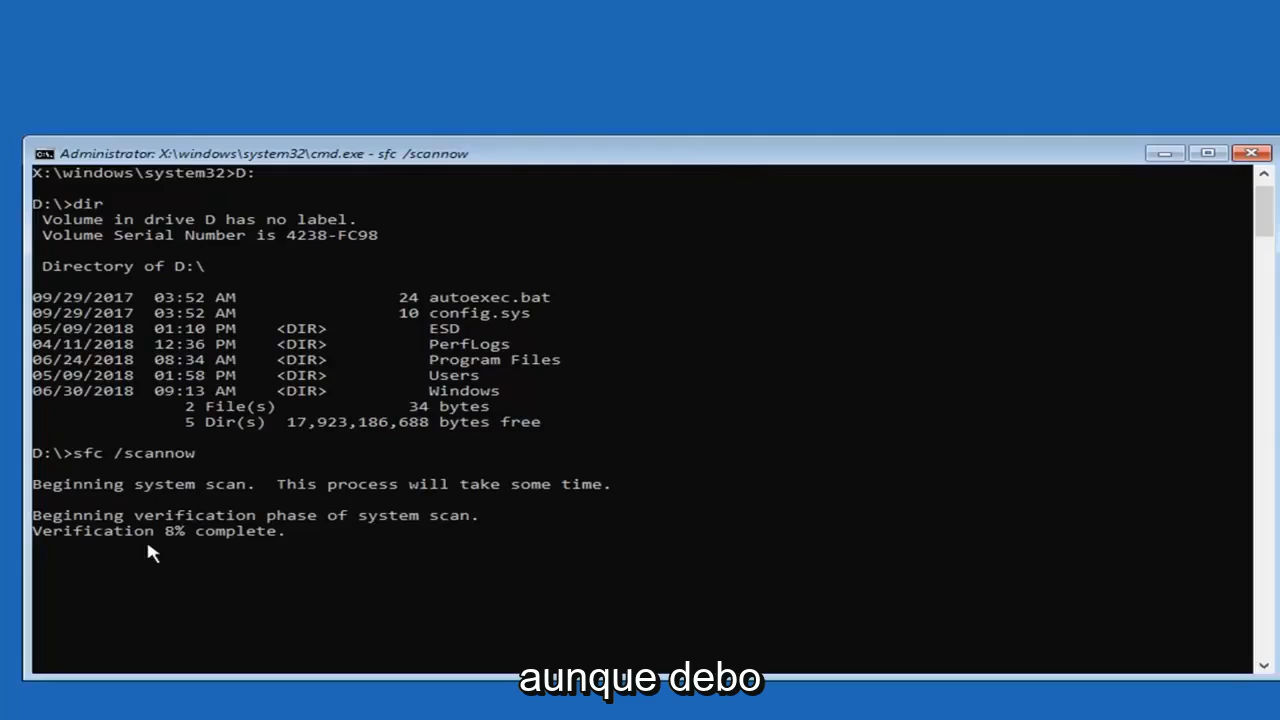 Administrator: X:\windows\system32\cmd.exe - sfc /scannow
X:\windows\system32>D:
D:\>dir
Volume in drive D has no label.
Volume Serial Number is 4238-FC98
Directory of D:\
09/29/2017 03:52 AM 24 autoexec.bat
09/29/2017 03:52 AM 10 config.sys
05/09/2018 01:10 PM <DIR> ESD
04/11/2018 12:36 PM <DIR> PerfLogs
06/24/2018 08:34 AM <DIR> Program Files
05/09/2018 01:58 PM <DIR> Users
06/30/2018 09:13 AM <DIR> Windows
2 File(s) 34 bytes
5 Dir(s) 17,923,186,688 bytes free
D:\>sfc /scannow
Beginning system scan. This process will take some time.
Beginning verification phase of system scan.
Verification 8% complete.
aunque debo